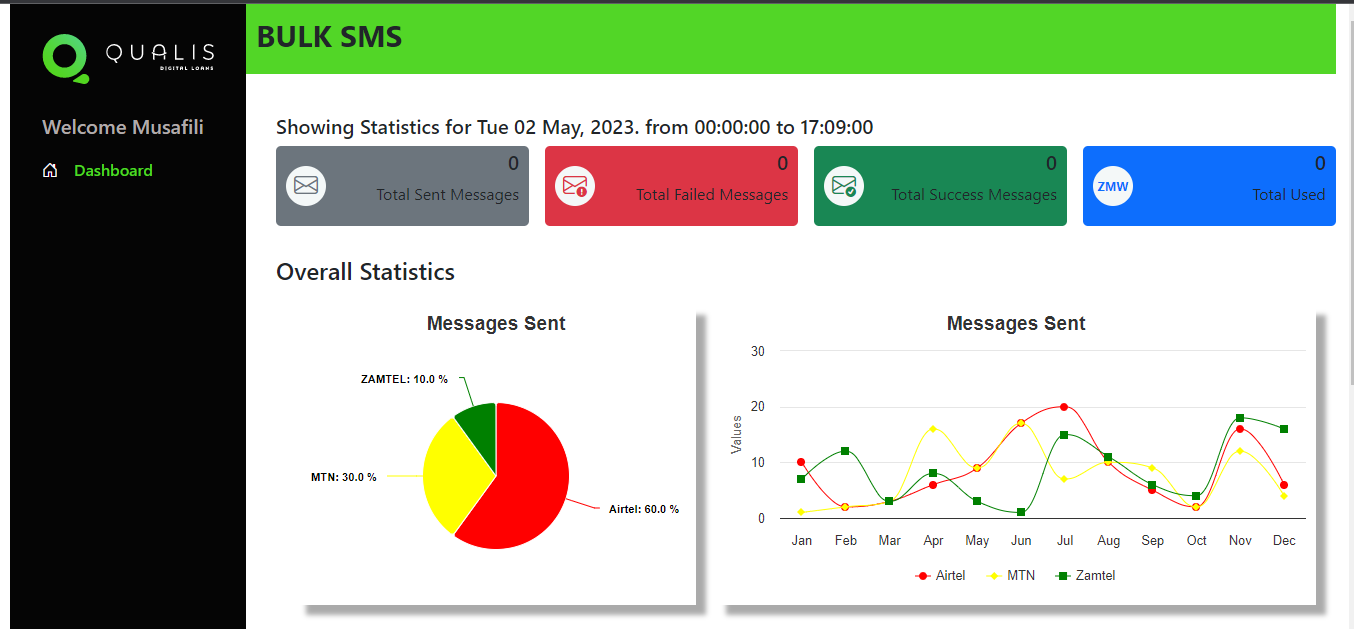 QUALIS
DIGITAL LOANS
Welcome Musafili
Dashboard
BULK SMS
Showing Statistics for Tue 02 May, 2023. from 00:00:00 to 17:09:00
0
Total Sent Messages
0
Total Failed Messages
0
Total Success Messages
ZMW
0
Total Used
Overall Statistics
Messages Sent
ZAMTEL: 10.0 %
MTN: 30.0 %
Airtel: 60.0 %
Messages Sent
Values
30
20
10
0
Jan Feb Mar Apr May Jun Jul Aug Sep Oct Nov Dec
Airtel MTN Zamtel